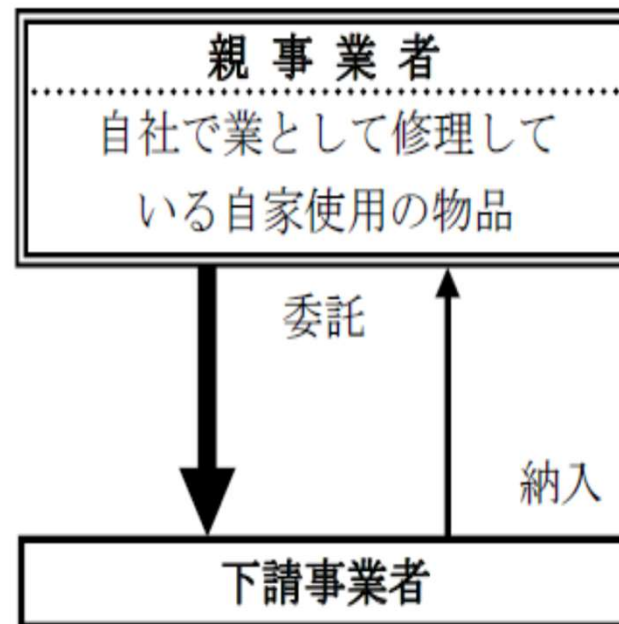 親事業者
自社で業として修理して
いる自家使用の物品
委託
納入
下請事業者